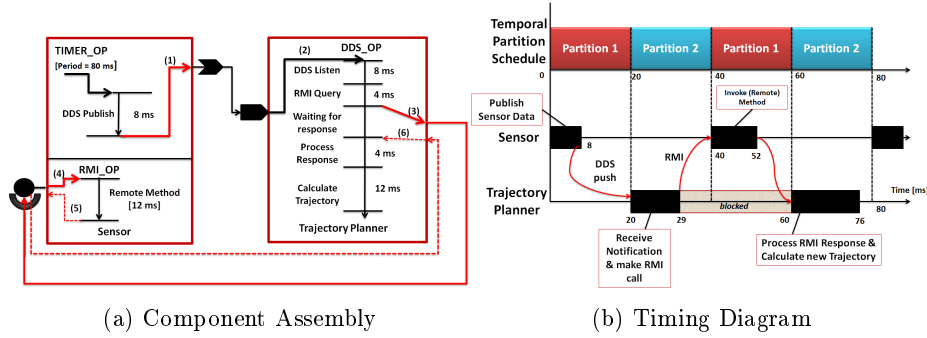 TIMER_OP
[Period = 80 ms]
DDS Publish
8 ms
(1)
RMI_OP
(4)
Remote Method
[12 ms]
(5)
Sensor
(2)
DDS_OP
DDS Listen
8 ms
RMI Query
4 ms
(3)
Waiting for
response
(6)
Process
Response
4 ms
Calculate
Trajectory
12 ms
Trajectory Planner
(a) Component Assembly
Temporal
Partition
Schedule
Partition 1
Partition 2
Partition 1
Partition 2
0
20
40
60
80
Publish
Sensor Data
Invoke (Remote)
Method
Sensor
8
40
52
DDS
push
RMI
Trajectory
Planner
blocked
Time [ms]
20
29
60
76
80
Receive
Notification
& make RMI
call
Process RMI Response &
Calculate new Trajectory
(b) Timing Diagram